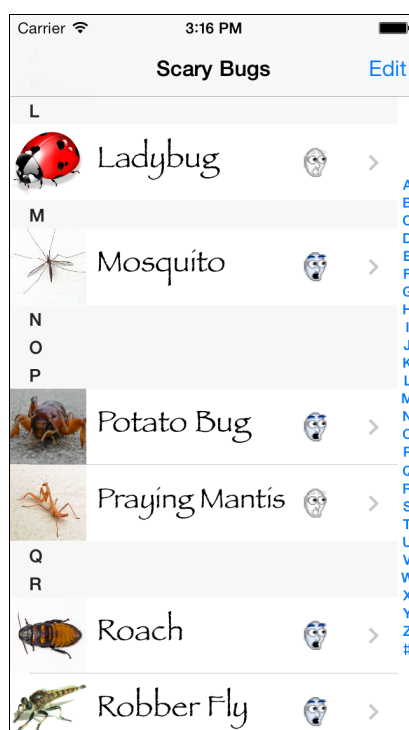 Carrier 3:16 PM
Scary Bugs Edit
L
Ladybug
M
Mosquito
N
O
P
Potato Bug
Praying Mantis
Q
R
Roach
Robber Fly
A
B
C
D
E
F
G
H
I
J
K
L
M
N
O
P
Q
R
S
T
U
V
W
X
Y
Z
#